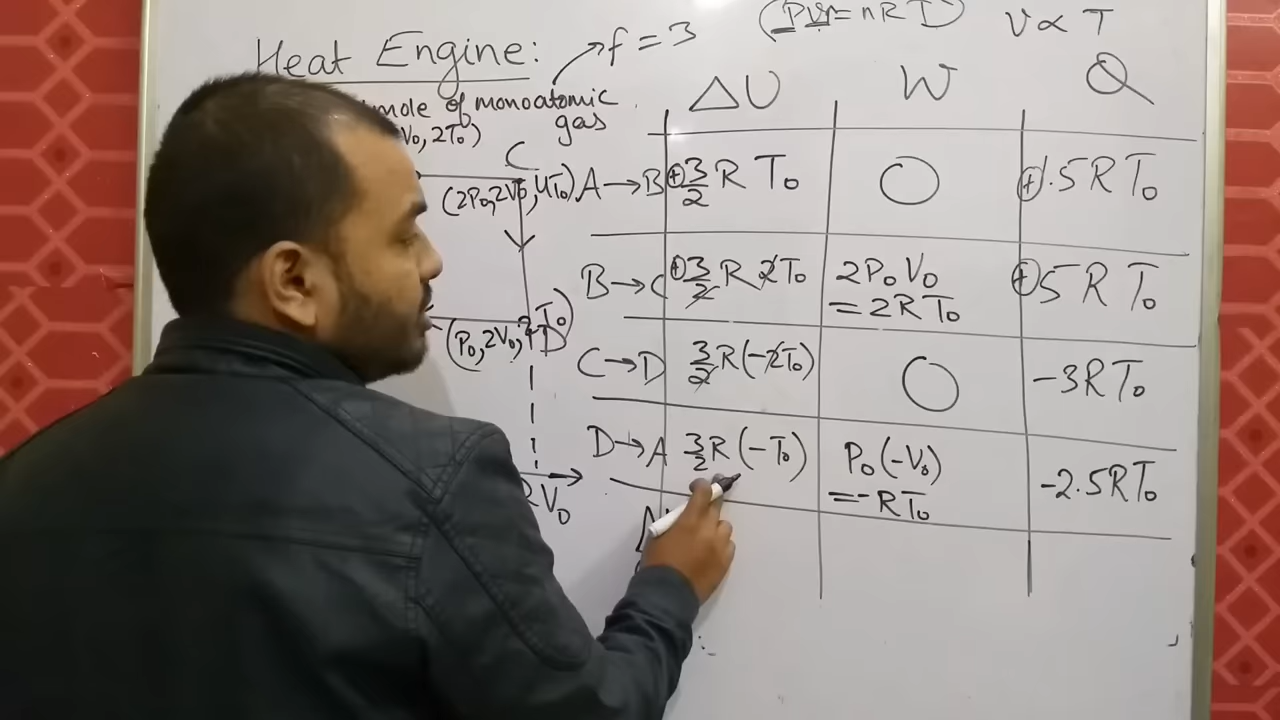 Heat Engine: f = 3 (PV = nRT) V ∝ T
mole of monoatomic gas
V₀, 2T₀)
C
(2P₀, 2V₀, 4T₀)
(P₀, 2V₀, 2T₀)
D
2V₀
ΔU W Q
A → B ⊕ 3/2 R T₀ O ⊕ 1.5 R T₀
B → C ⊕ 3/2 R 2T₀ 2P₀V₀ ⊕ 5 R T₀
= 2RT₀
C → D 3/2 R (-2T₀) O -3RT₀
D → A 3/2 R (-T₀) P₀(-V₀) -2.5RT₀
=-RT₀